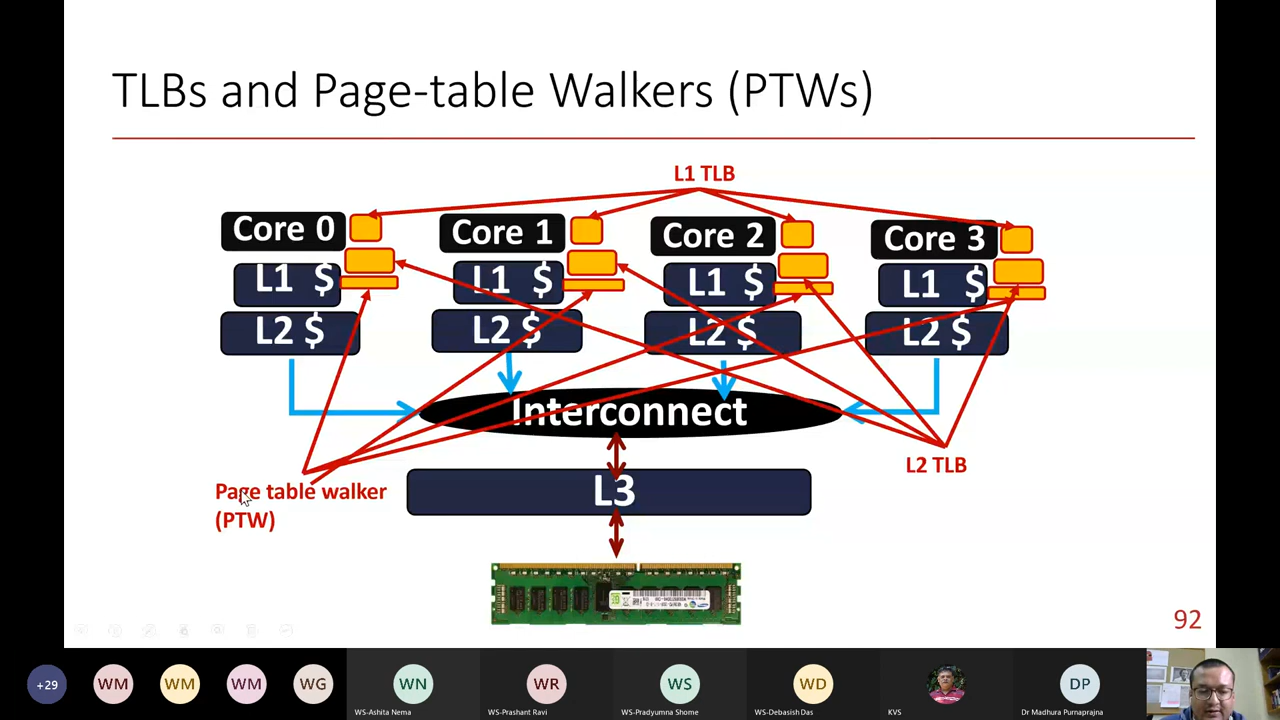 TLBs and Page-table Walkers (PTWs)
L1 TLB
Core 0
Core 1
Core 2
Core 3
L1 $
L1 $
L1 $
L1 $
L2 $
L2 $
L2 $
L2 $
Interconnect
L2 TLB
Page table walker
(PTW)
L3
92
+29
WM
WM
WM
WG
WN
WR
WS
WD
DP
WS-Ashita Nema
WS-Prashant Ravi
WS-Pradyumna Shome
WS-Debasish Das
KVS
Dr Madhura Purnaprajna